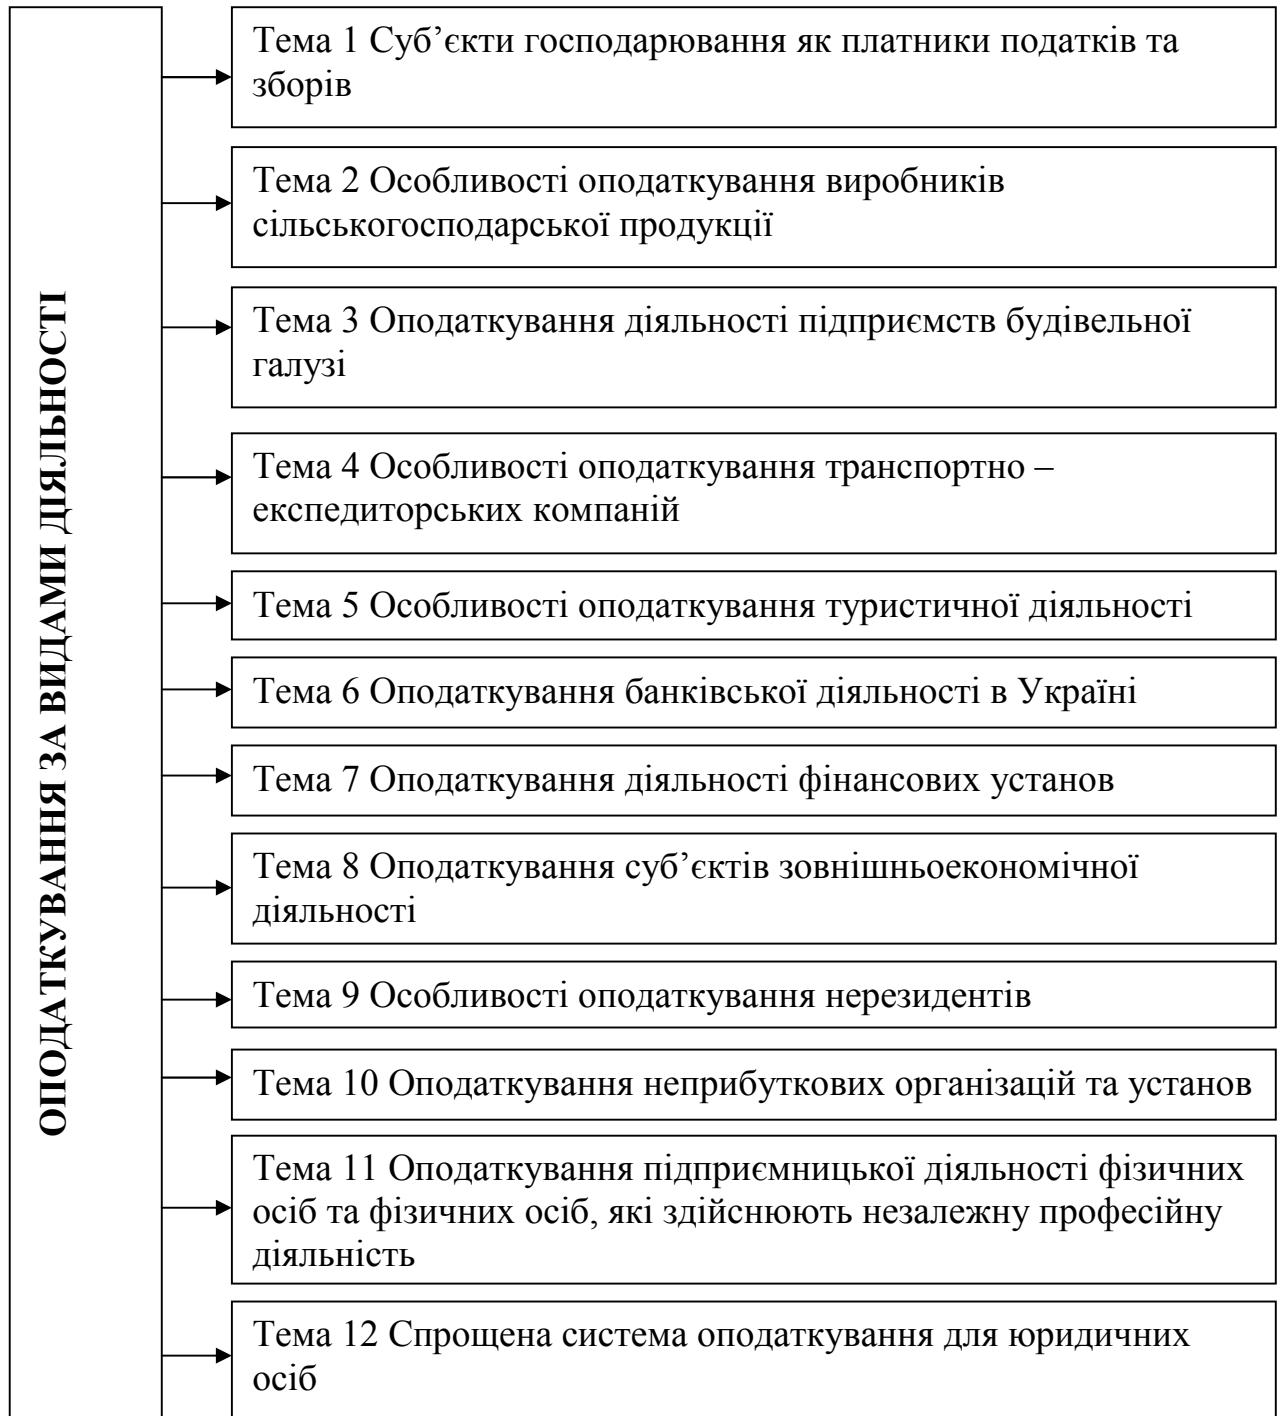 ОПОДАТКУВАННЯ ЗА ВИДАМИ ДІЯЛЬНОСТІ
Тема 1 Суб’єкти господарювання як платники податків та
зборів
Тема 2 Особливості оподаткування виробників
сільськогосподарської продукції
Тема 3 Оподаткування діяльності підприємств будівельної
галузі
Тема 4 Особливості оподаткування транспортно –
експедиторських компаній
Тема 5 Особливості оподаткування туристичної діяльності
Тема 6 Оподаткування банківської діяльності в Україні
Тема 7 Оподаткування діяльності фінансових установ
Тема 8 Оподаткування суб’єктів зовнішньоекономічної
діяльності
Тема 9 Особливості оподаткування нерезидентів
Тема 10 Оподаткування неприбуткових організацій та установ
Тема 11 Оподаткування підприємницької діяльності фізичних
осіб та фізичних осіб, які здійснюють незалежну професійну
діяльність
Тема 12 Спрощена система оподаткування для юридичних
осіб